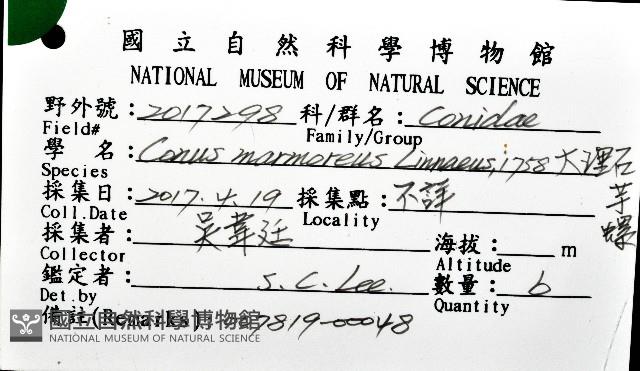 國立自然科學博物館
NATIONAL MUSEUM OF NATURAL SCIENCE
野外號：2017298 科/群名：Conidae
Field# Family/Group
學 名：Conus marmoreus Linnaeus, 1758 大理石芋螺
Species
採集日：2017.4.19 採集點：不詳
Coll.Date Locality
採集者：吳葦廷 海拔： m
Collector Altitude
鑑定者：S.C. Lee. 數量：6
Det.by Quantity
備註(Remarks) 7819-00048
國立自然科學博物館
NATIONAL MUSEUM OF NATURAL SCIENCE